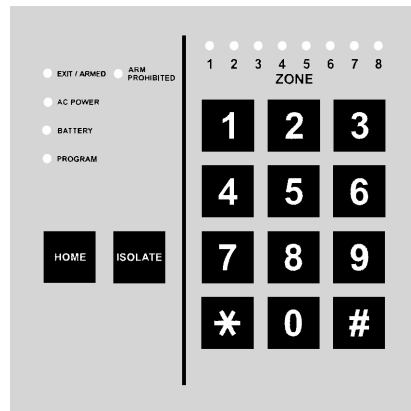 EXIT / ARMED
ARM
PROHIBITED
AC POWER
BATTERY
PROGRAM
HOME ISOLATE
1 2 3 4 5 6 7 8
ZONE
1 2 3
4 5 6
7 8 9
* 0 #